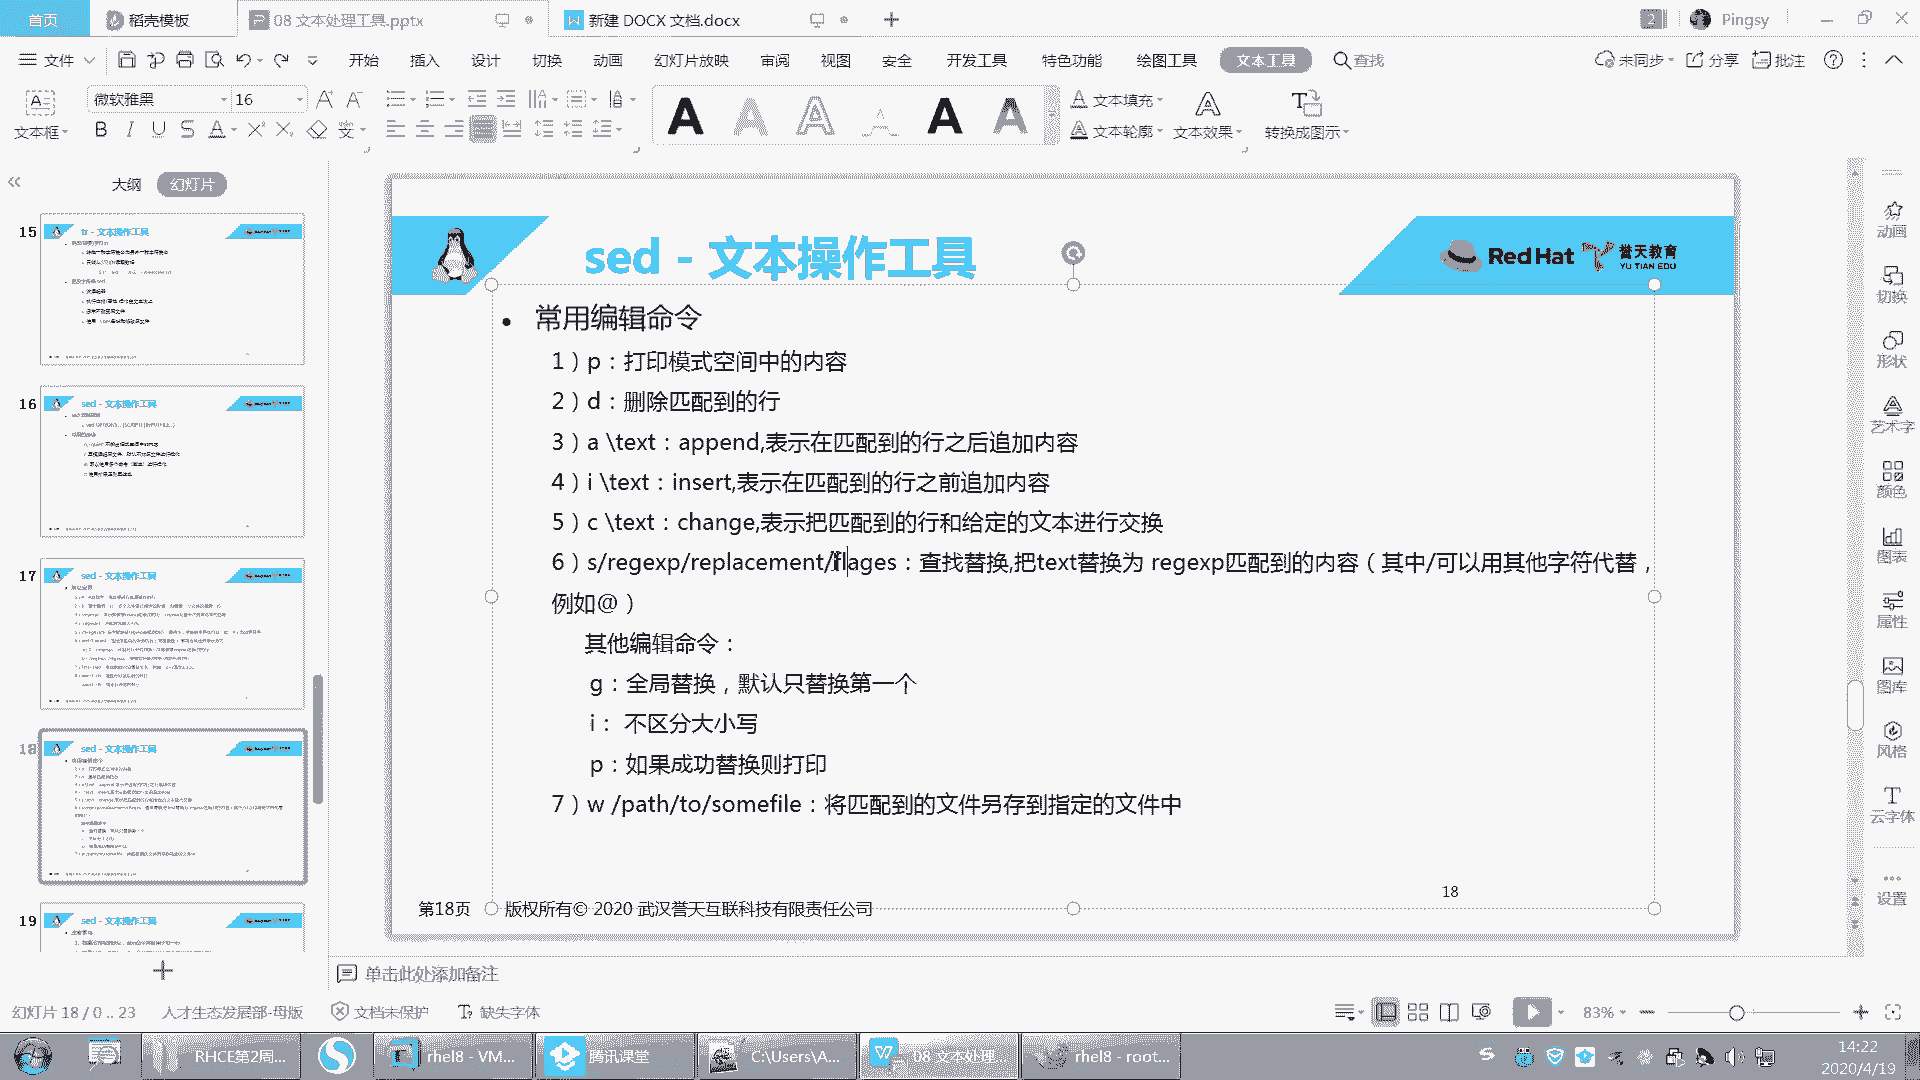 首页
稻壳模板
08 文本处理工具.pptx
新建 DOCX 文档.docx
2
Pingsy
文件
开始
插入
设计
切换
动画
幻灯片放映
审阅
视图
安全
开发工具
特色功能
绘图工具
文本工具
查找
未同步
分享
批注
文本框
微软雅黑
16
文本填充
文本轮廓
文本效果
转换成图示
大纲
幻灯片
15
tr - 文本操作工具
16
sed - 文本操作工具
17
sed - 文本操作工具
18
sed - 文本操作工具
19
sed - 文本操作工具
sed - 文本操作工具
Red Hat
誉天教育
YU TIAN EDU
• 常用编辑命令
1）p：打印模式空间中的内容
2）d：删除匹配到的行
3）a \text：append,表示在匹配到的行之后追加内容
4）i \text：insert,表示在匹配到的行之前追加内容
5）c \text：change,表示把匹配到的行和给定的文本进行交换
6）s/regexp/replacement/flages：查找替换,把text替换为 regexp匹配到的内容（其中/可以用其他字符代替，
例如@）
其他编辑命令：
g：全局替换，默认只替换第一个
i： 不区分大小写
p：如果成功替换则打印
7）w /path/to/somefile：将匹配到的文件另存到指定的文件中
18
第18页
版权所有© 2020 武汉誉天互联科技有限责任公司
动画
切换
形状
艺术字
颜色
图表
属性
图库
风格
云字体
设置
单击此处添加备注
幻灯片 18 / 0 .. 23
人才生态发展部-母版
文档未保护
缺失字体
83%
RHCE第2周...
rhel8 - VM...
腾讯课堂
C:\Users\A...
08 文本处理...
rhel8 - root...
14:22
2020/4/19